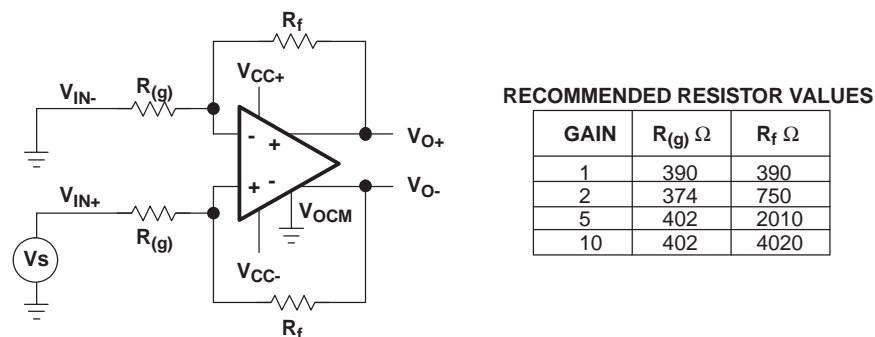 Rf
VCC+
R(g)
VIN-
- +
VO+
+ -
VO-
VIN+
VOCM
R(g)
Vs
VCC-
Rf
RECOMMENDED RESISTOR VALUES
GAIN R(g) Ω Rf Ω
1 390 390
2 374 750
5 402 2010
10 402 4020